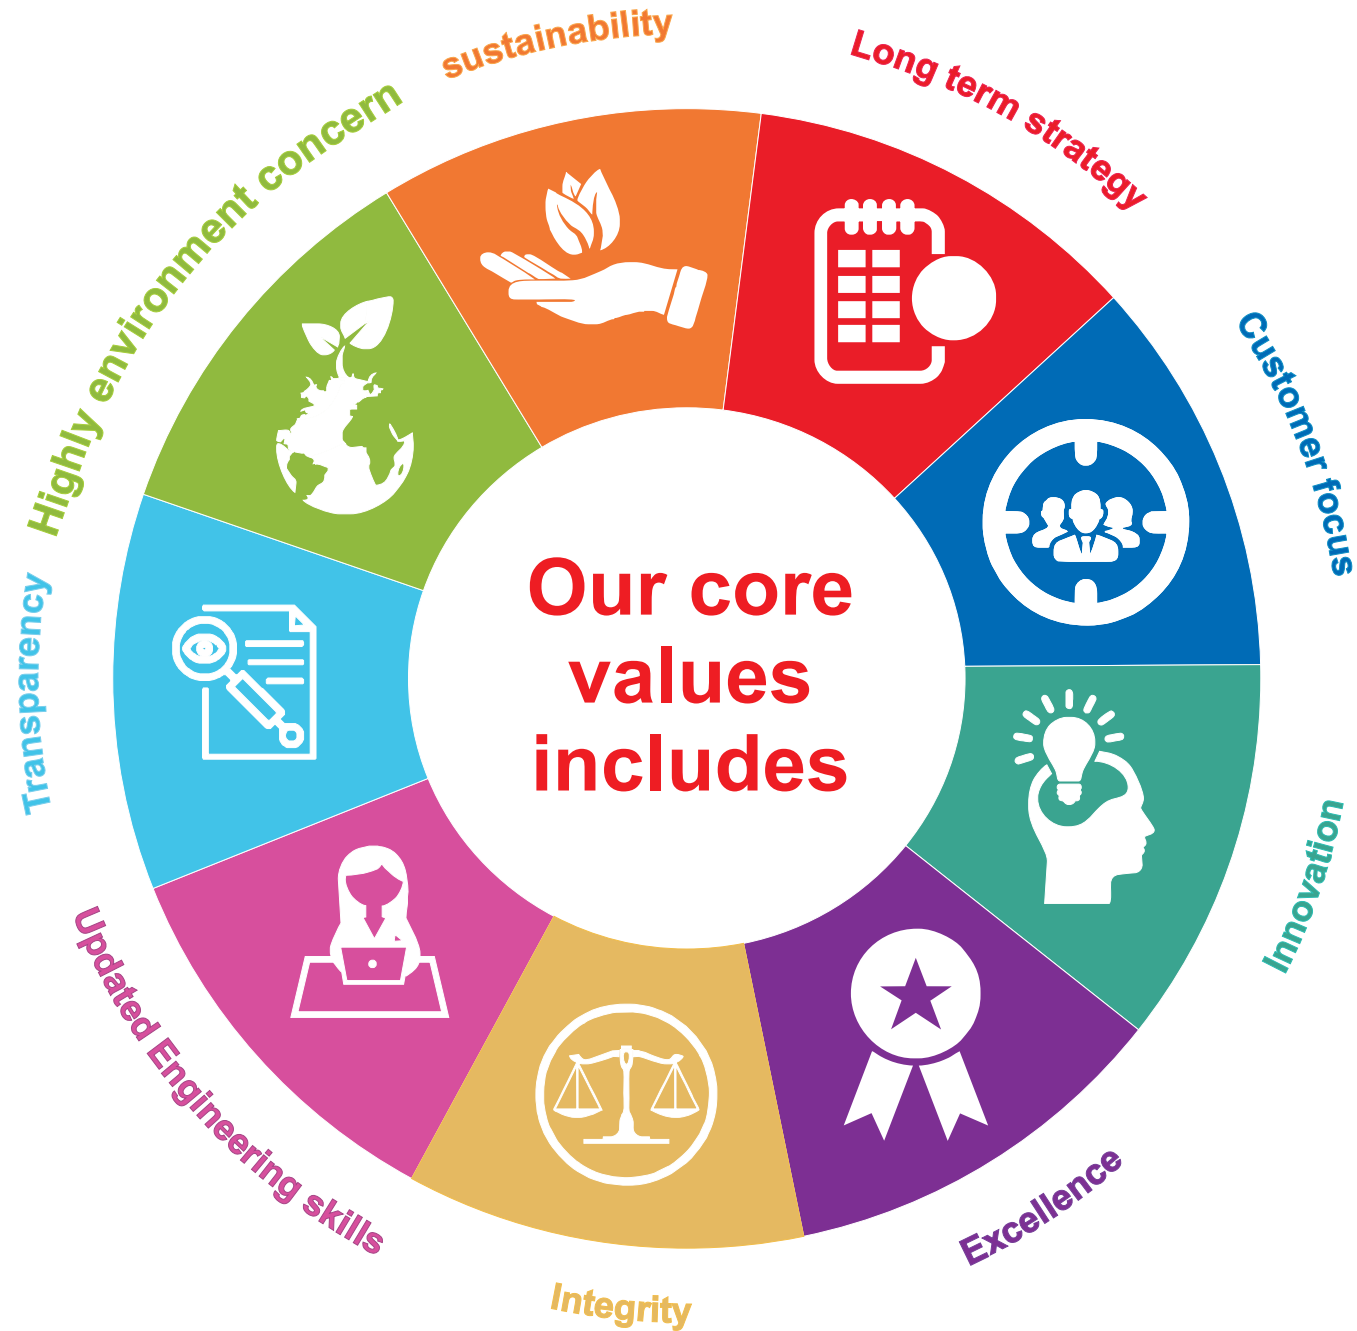 sustainability
Long term strategy
Customer focus
Innovation
Excellence
Integrity
Updated Engineering skills
Transparency
Highly environment concern
Our core
values
includes